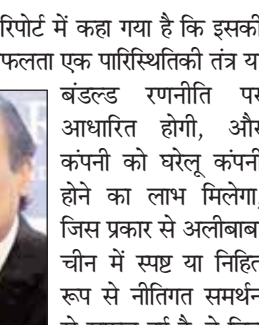 रिपोर्ट में कहा गया है कि इसकी
फलता एक पारिस्थितिकी तंत्र या
बंडल्ड रणनीति पर
आधारित होगी, और
कंपनी को घरेलू कंपनी
होने का लाभ मिलेगा,
जिस प्रकार से अलीबाबा
चीन में स्पष्ट या निहित
रूप से नीतिगत समर्थन